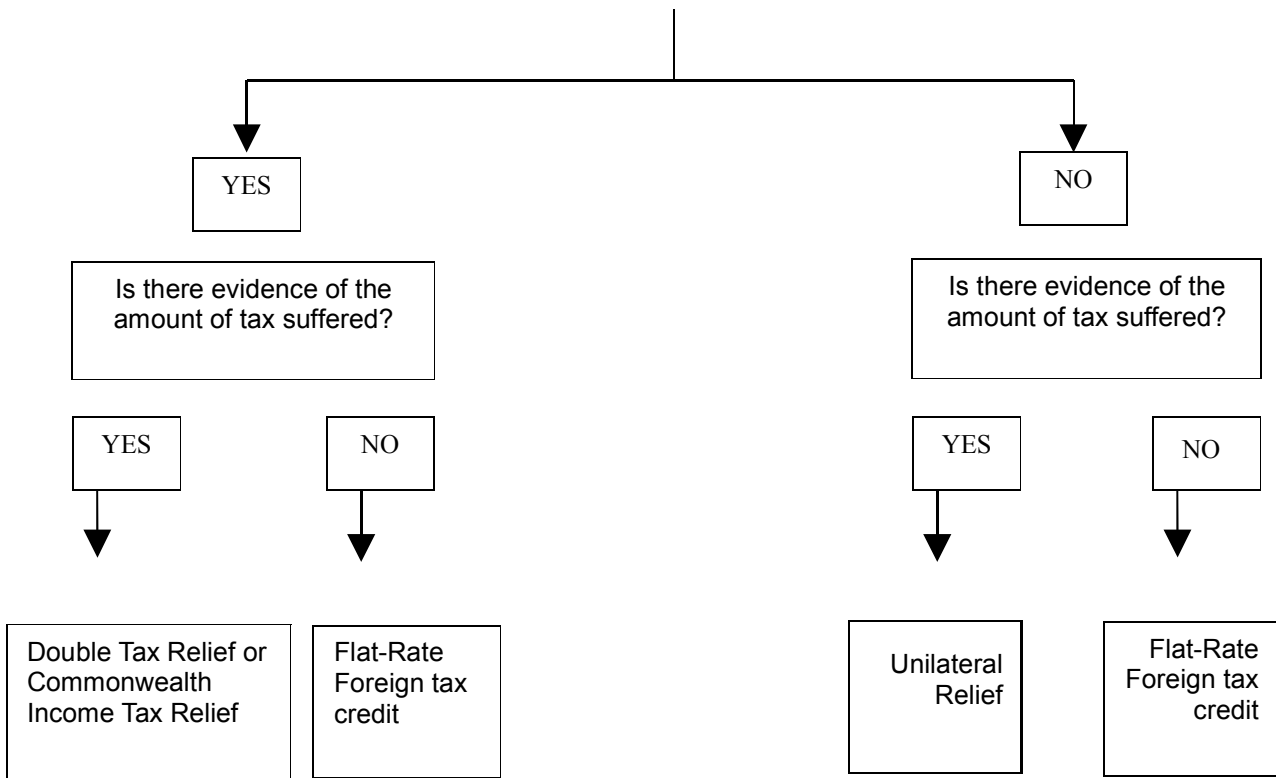 YES
NO
Is there evidence of the
amount of tax suffered?
Is there evidence of the
amount of tax suffered?
YES
NO
YES
NO
Double Tax Relief or
Commonwealth
Income Tax Relief
Flat-Rate
Foreign tax
credit
Unilateral
Relief
Flat-Rate
Foreign tax
credit